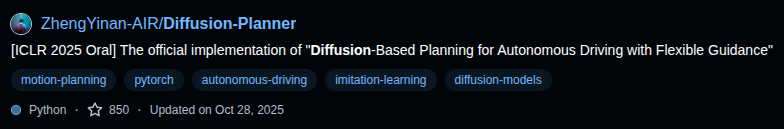 ZhengYinan-AIR/Diffusion-Planner
[ICLR 2025 Oral] The official implementation of "Diffusion-Based Planning for Autonomous Driving with Flexible Guidance"
motion-planning pytorch autonomous-driving imitation-learning diffusion-models
Python · 850 · Updated on Oct 28, 2025